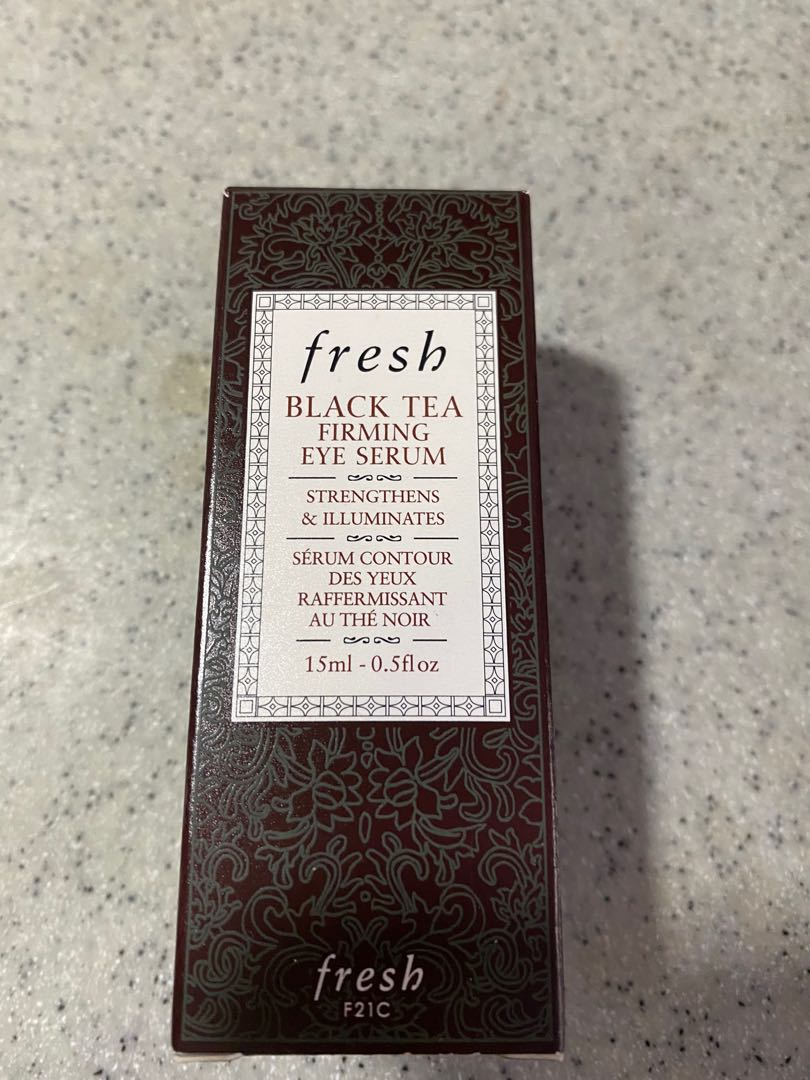 fresh
BLACK TEA
FIRMING
EYE SERUM
STRENGTHENS
& ILLUMINATES
SÉRUM CONTOUR
DES YEUX
RAFFERMISSANT
AU THÉ NOIR
15ml - 0.5fl oz
fresh
F21C